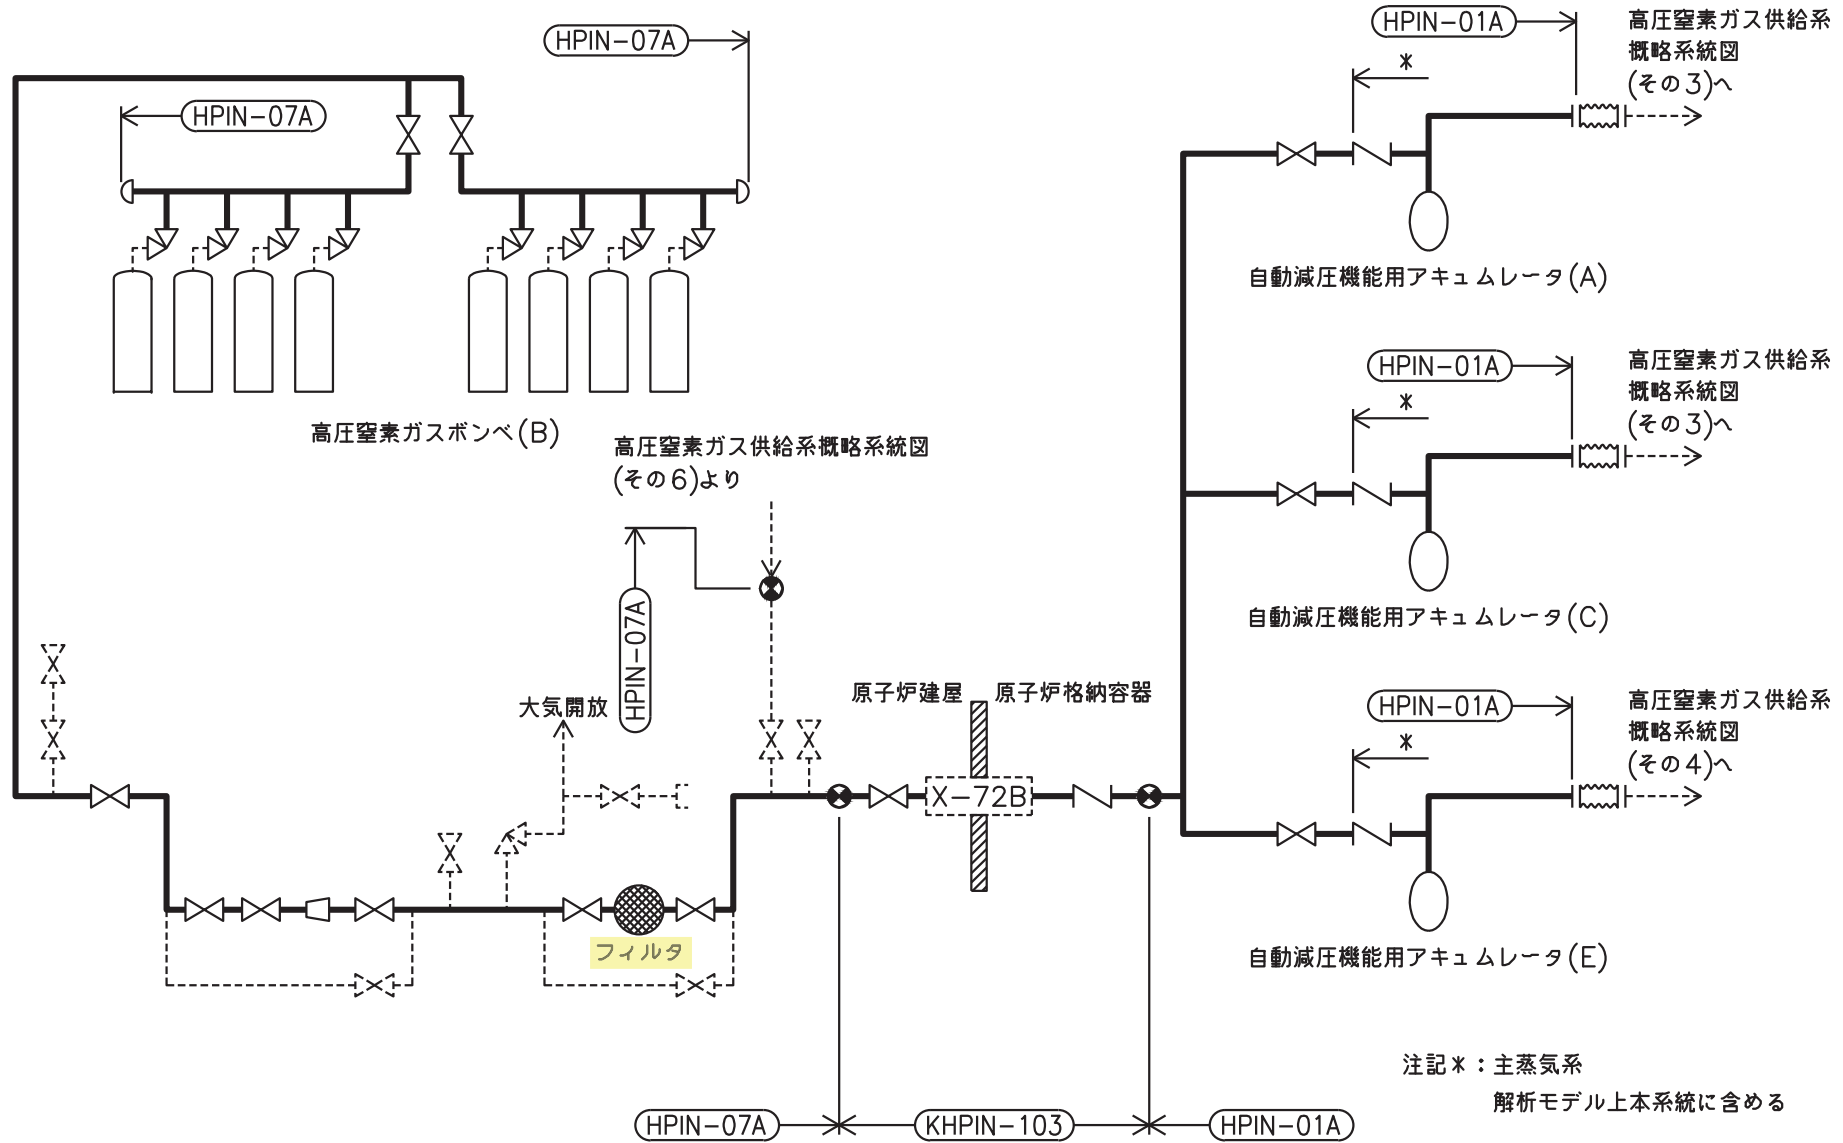 HPIN-07A
HPIN-07A
高圧窒素ガスボンベ(B)
高圧窒素ガス供給系概略系統図
(その6)より
HPIN-07A
大気開放
フィルタ
原子炉建屋
原子炉格納容器
X-72B
HPIN-01A
*
高圧窒素ガス供給系
概略系統図
(その3)へ
自動減圧機能用アキュムレータ(A)
HPIN-01A
*
高圧窒素ガス供給系
概略系統図
(その3)へ
自動減圧機能用アキュムレータ(C)
HPIN-01A
*
高圧窒素ガス供給系
概略系統図
(その4)へ
自動減圧機能用アキュムレータ(E)
注記*:主蒸気系
解析モデル上本系統に含める
HPIN-07A
KHPIN-103
HPIN-01A